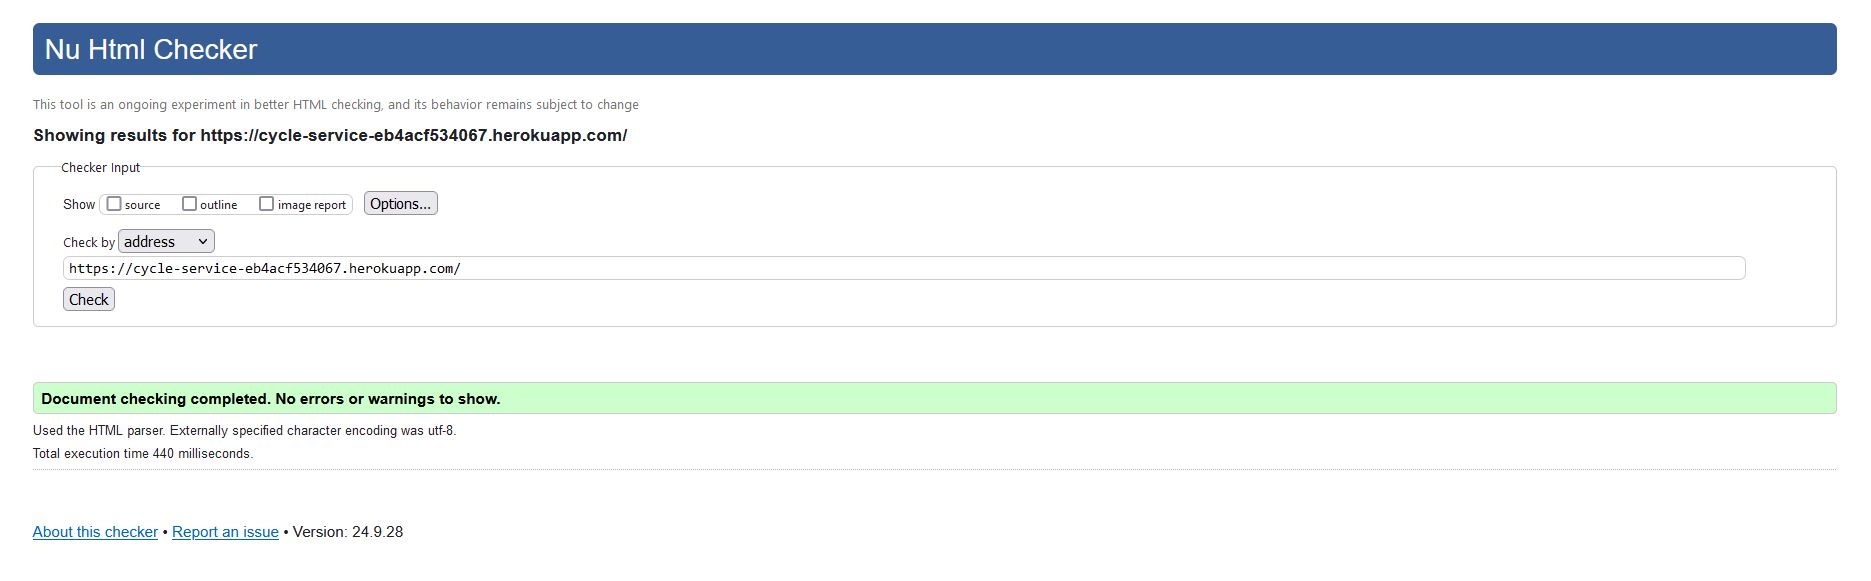 Nu Html Checker
This tool is an ongoing experiment in better HTML checking, and its behavior remains subject to change
Showing results for https://cycle-service-eb4acf534067.herokuapp.com/
Checker Input
Show source outline image report Options...
Check by address
https://cycle-service-eb4acf534067.herokuapp.com/
Check
Document checking completed. No errors or warnings to show.
Used the HTML parser. Externally specified character encoding was utf-8.
Total execution time 440 milliseconds.
About this checker • Report an issue • Version: 24.9.28